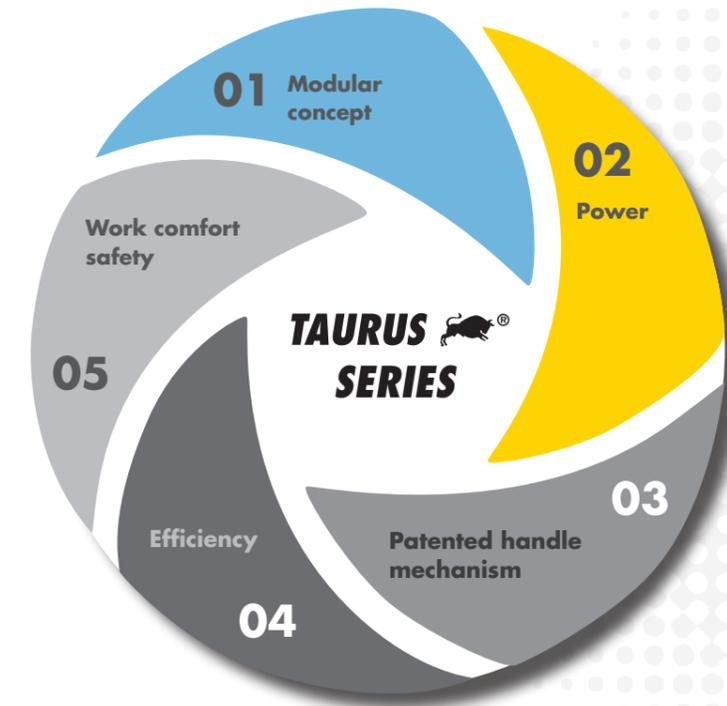 01 Modular
concept
02
Power
03
Patented handle
mechanism
Efficiency
04
Work comfort
safety
05
TAURUS ®
SERIES